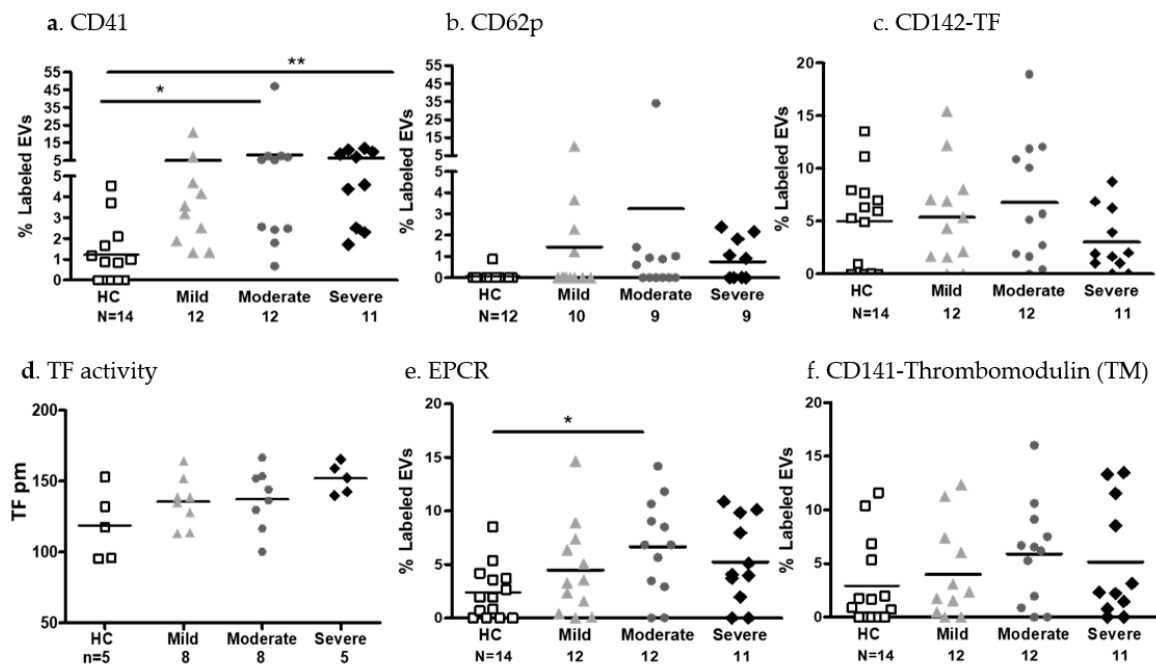 a. CD41
b. CD62p
c. CD142-TF
% Labeled EVs
55
45
35
25
15
5
5
4
3
2
1
0
*
**
HC Mild Moderate Severe
N=14 12 12 11
% Labeled EVs
55
45
35
25
15
5
5
4
3
2
1
0
HC Mild Moderate Severe
N=12 10 9 9
% Labeled EVs
20
15
10
5
0
HC Mild Moderate Severe
N=14 12 12 11
d. TF activity
e. EPCR
f. CD141-Thrombomodulin (TM)
TF pm
200
150
100
50
HC Mild Moderate Severe
n=5 8 8 5
% Labeled EVs
20
15
10
5
0
*
HC Mild Moderate Severe
N=14 12 12 11
% Labeled EVs
20
15
10
5
0
HC Mild Moderate Severe
N=14 12 12 11